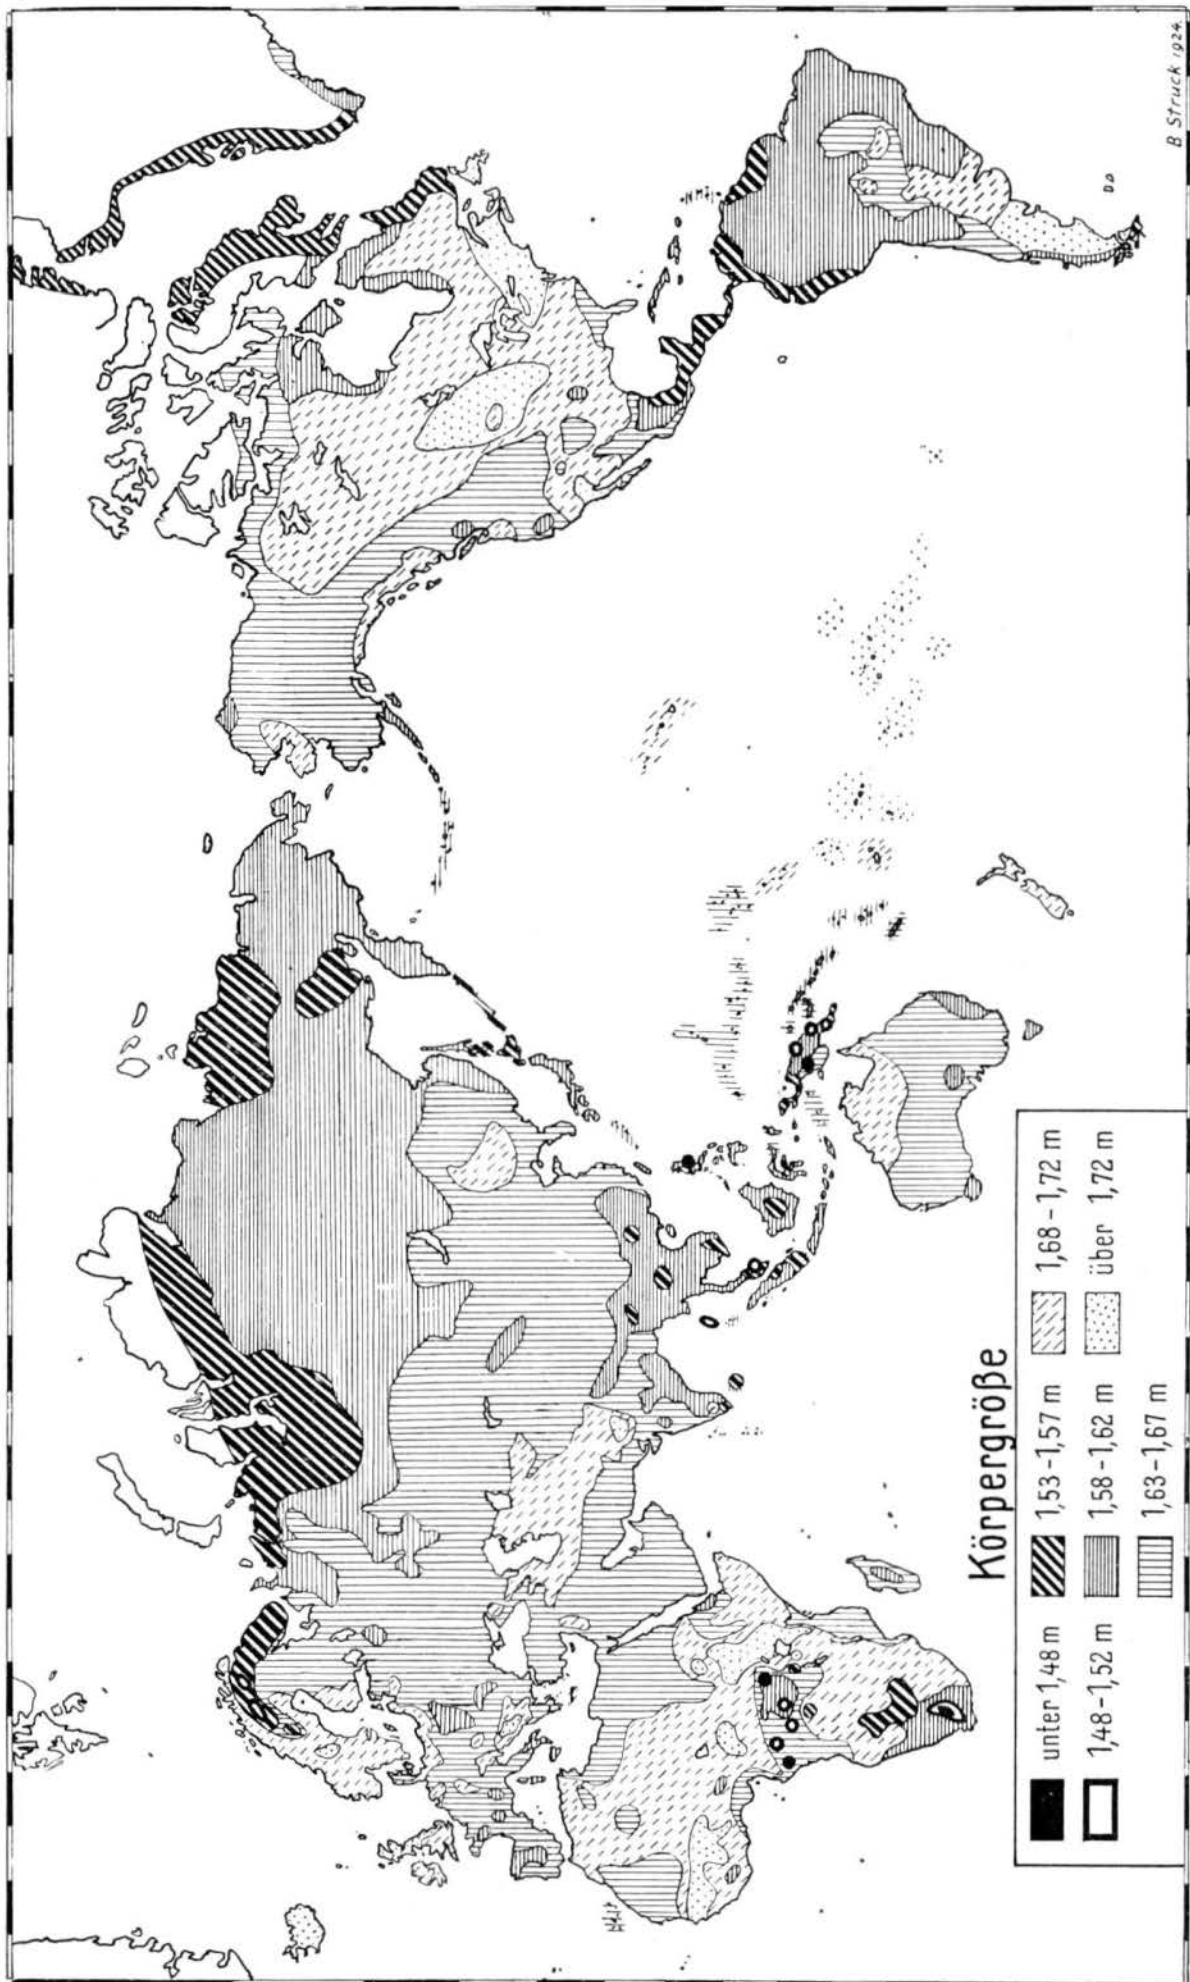 B Struck 1924.
Körpergröße
unter 1,48 m
1,53-1,57 m
1,68-1,72 m
1,48-1,52 m
1,58-1,62 m
über 1,72 m
1,63-1,67 m